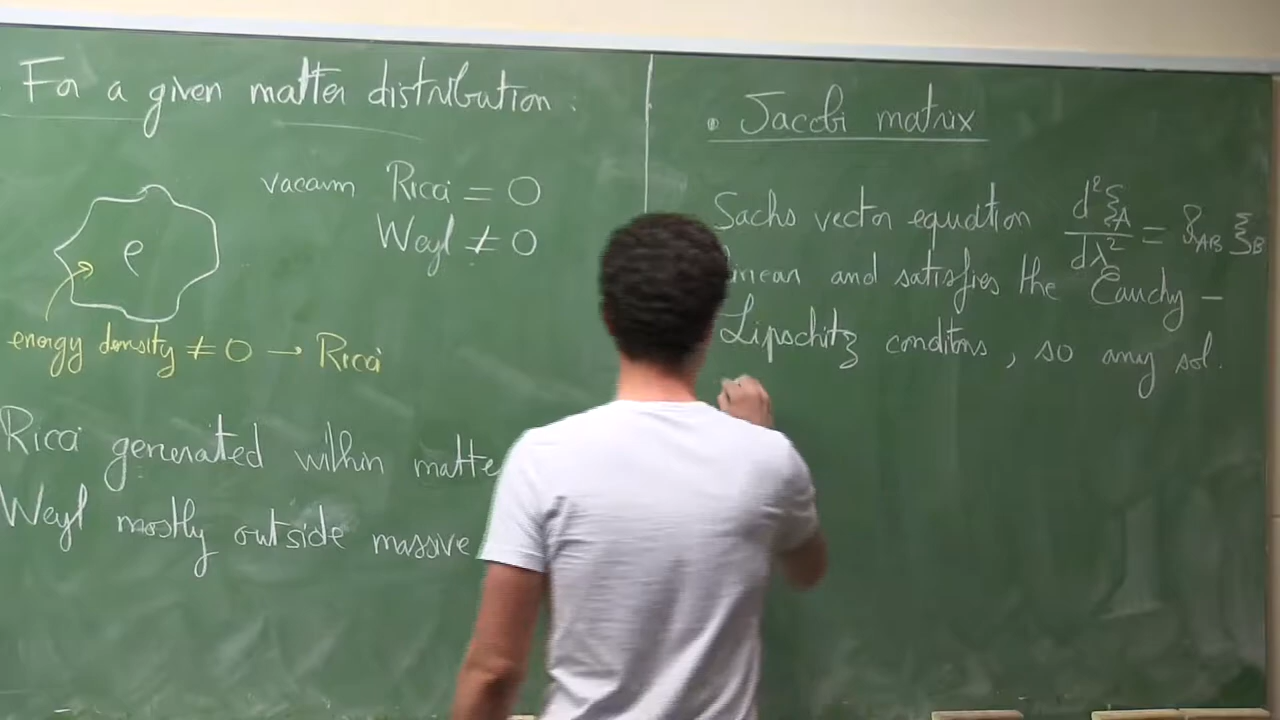 For a given matter distribution :
vacuum Ricci = 0
Weyl ≠ 0
ρ
energy density ≠ 0 → Ricci
Ricci generated within matte
Weyl mostly outside massive
• Jacobi matrix
Sachs vector equation d²ξ_A/dλ² = R_AB ξ_B
linear and satisfies the Cauchy -
Lipschitz conditons, so any sol.